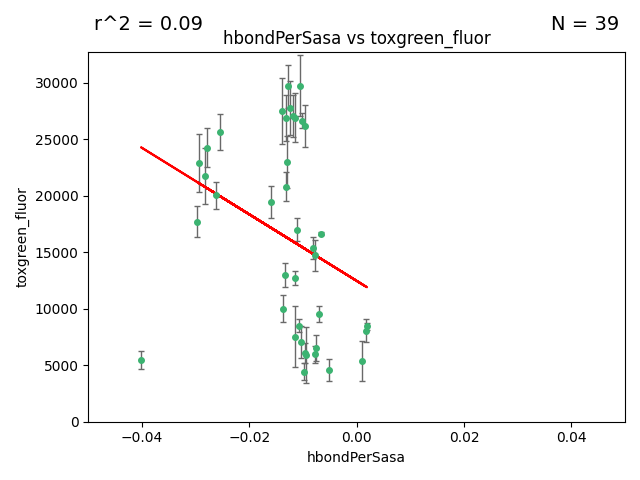 r^2 = 0.09
N = 39
hbondPerSasa vs toxgreen_fluor
30000
25000
20000
15000
10000
5000
0
toxgreen_fluor
−0.04
−0.02
0.00
0.02
0.04
hbondPerSasa